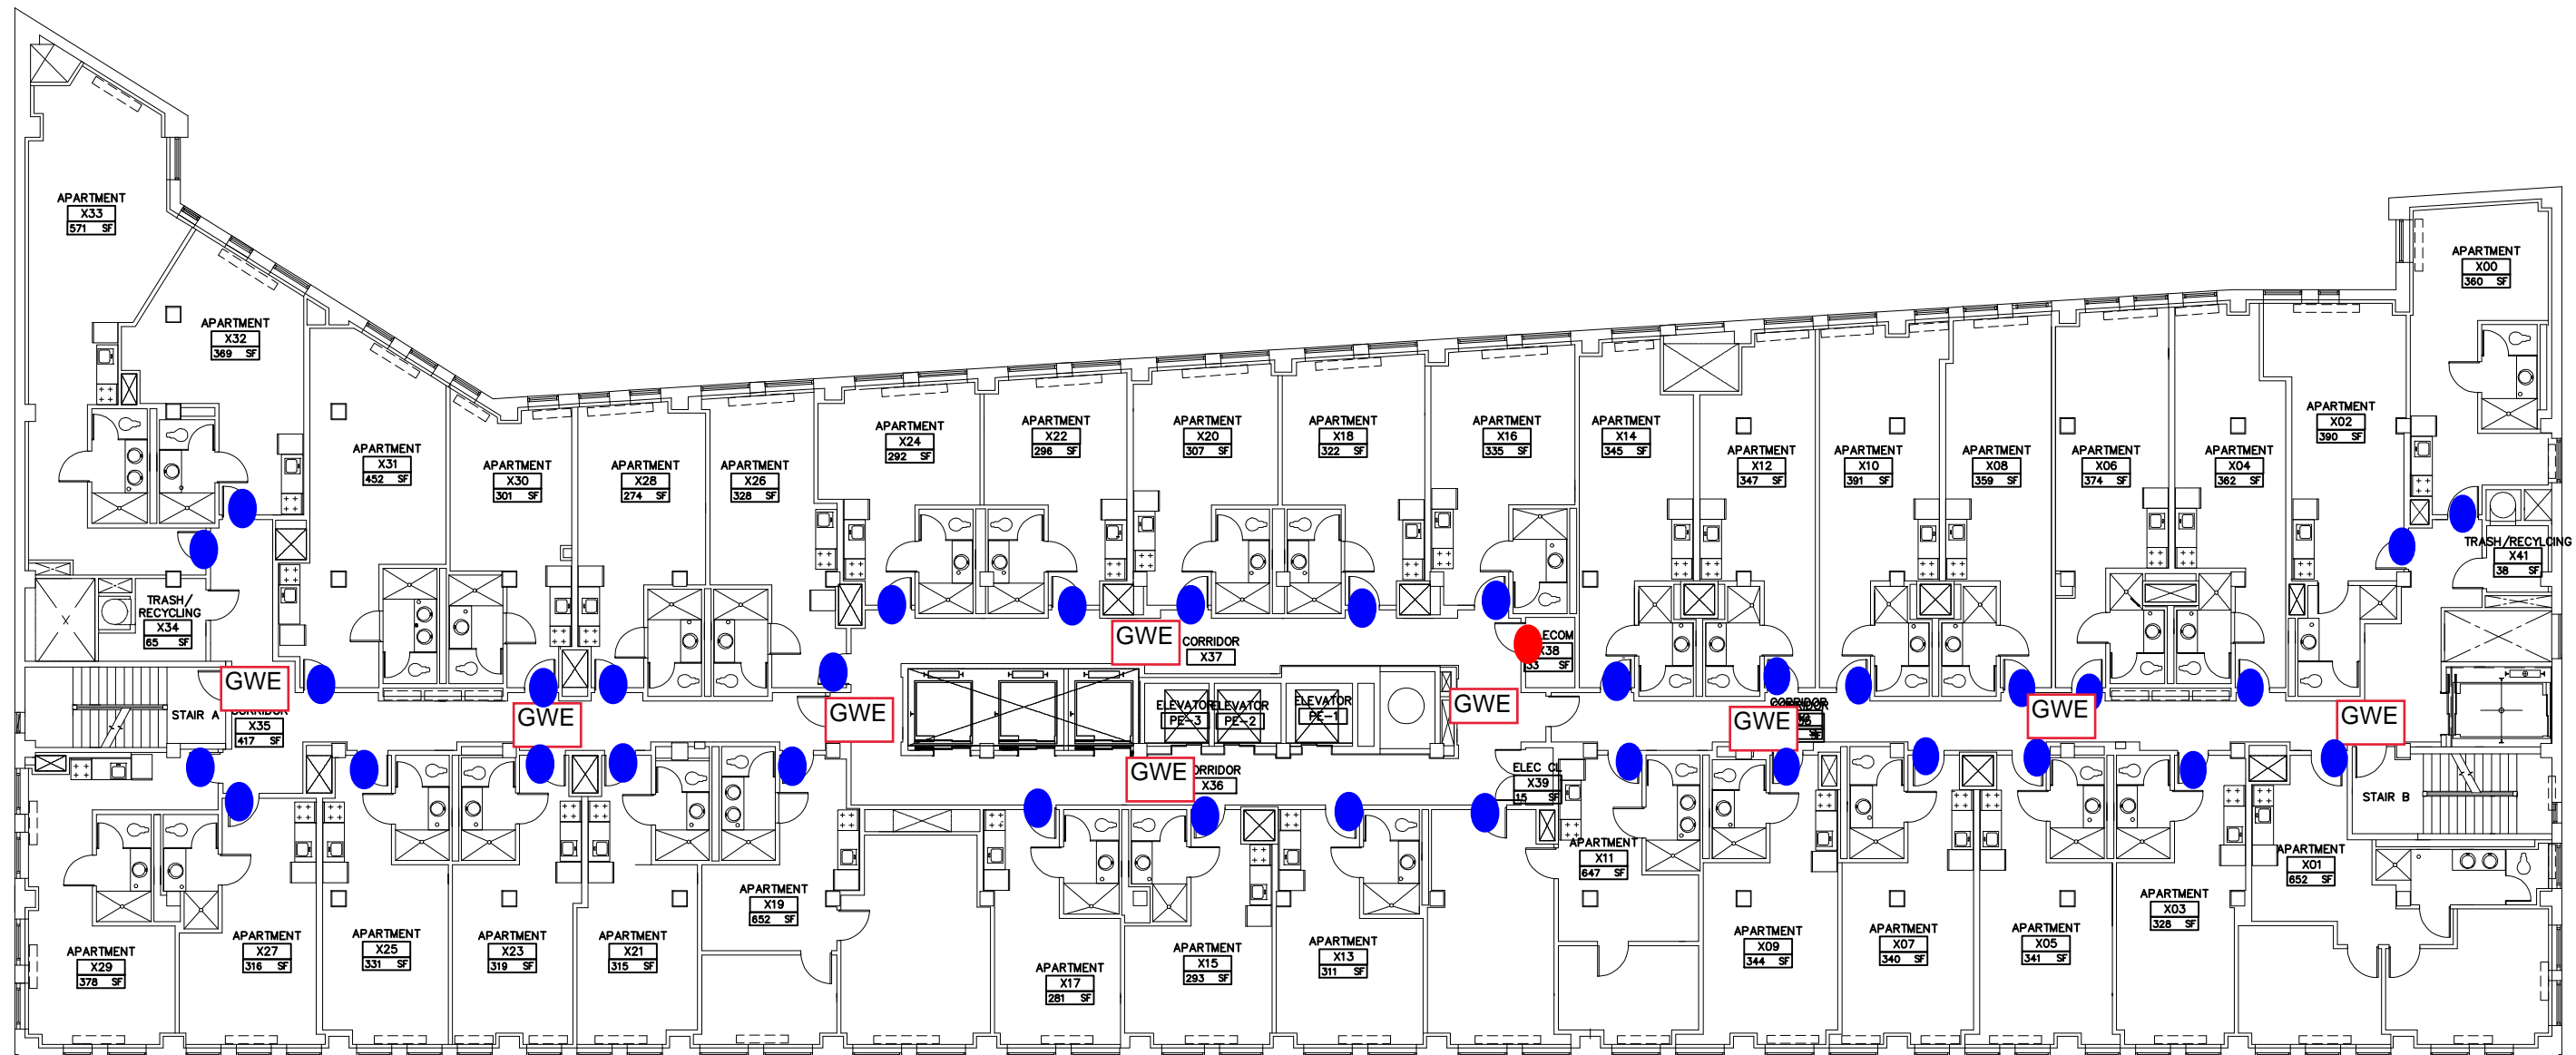 APARTMENT
X33
571 SF
APARTMENT
X32
369 SF
APARTMENT
X31
452 SF
APARTMENT
X30
301 SF
APARTMENT
X28
274 SF
APARTMENT
X26
328 SF
APARTMENT
X24
292 SF
APARTMENT
X22
296 SF
APARTMENT
X20
307 SF
APARTMENT
X18
322 SF
APARTMENT
X16
335 SF
APARTMENT
X14
345 SF
APARTMENT
X12
347 SF
APARTMENT
X10
391 SF
APARTMENT
X08
359 SF
APARTMENT
X06
374 SF
APARTMENT
X04
362 SF
APARTMENT
X02
390 SF
APARTMENT
X00
360 SF
TRASH/RECYLCING
X41
38 SF
TRASH/
RECYCLING
X34
65 SF
GWE
CORRIDOR
X37
ECOM
X38
33 SF
GWE
STAIR A
X35
417 SF
GWE
GWE
ELEVATOR
PE-3
ELEVATOR
PE-2
ELEVATOR
PE-1
GWE
GWE
GWE
GWE
GWE
ORRIDOR
X36
ELEC CL
X39
15 SF
STAIR B
APARTMENT
X29
378 SF
APARTMENT
X27
316 SF
APARTMENT
X25
331 SF
APARTMENT
X23
319 SF
APARTMENT
X21
315 SF
APARTMENT
X19
652 SF
APARTMENT
X17
281 SF
APARTMENT
X15
293 SF
APARTMENT
X13
311 SF
APARTMENT
X11
647 SF
APARTMENT
X09
344 SF
APARTMENT
X07
340 SF
APARTMENT
X05
341 SF
APARTMENT
X03
328 SF
APARTMENT
X01
652 SF